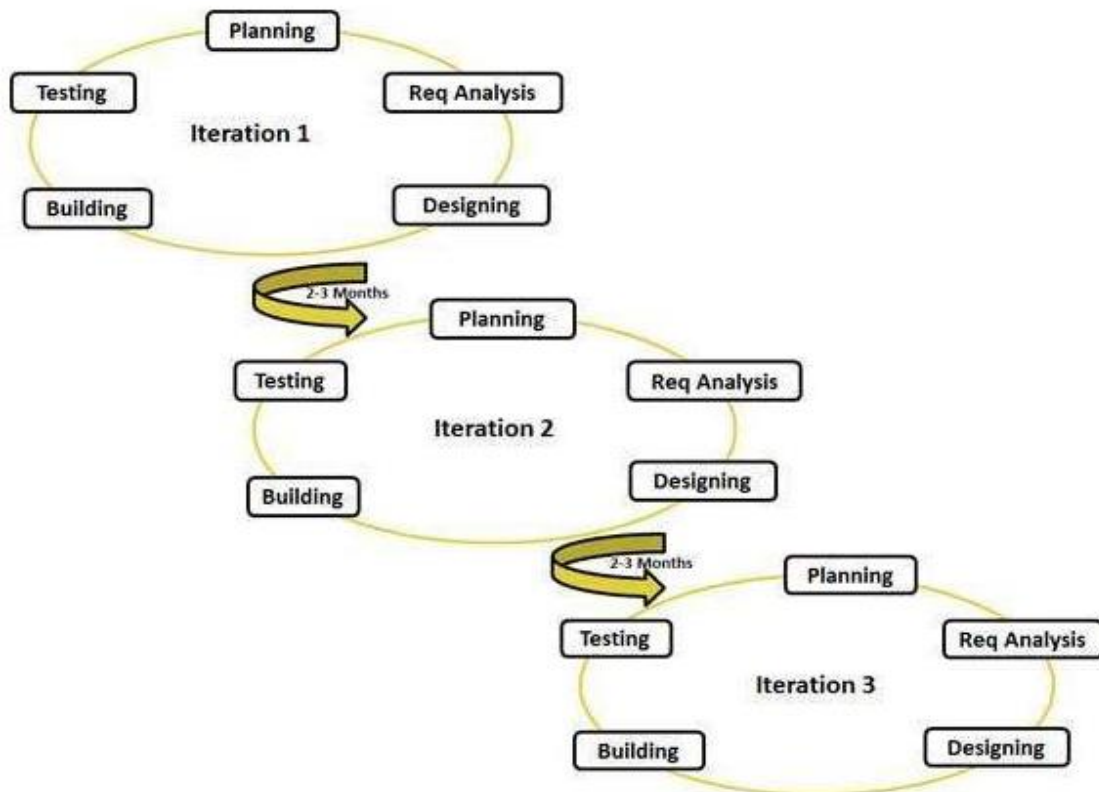 Planning
Testing
Req Analysis
Iteration 1
Building
Designing
2-3 Months
Planning
Testing
Req Analysis
Iteration 2
Building
Designing
2-3 Months
Planning
Testing
Req Analysis
Iteration 3
Building
Designing